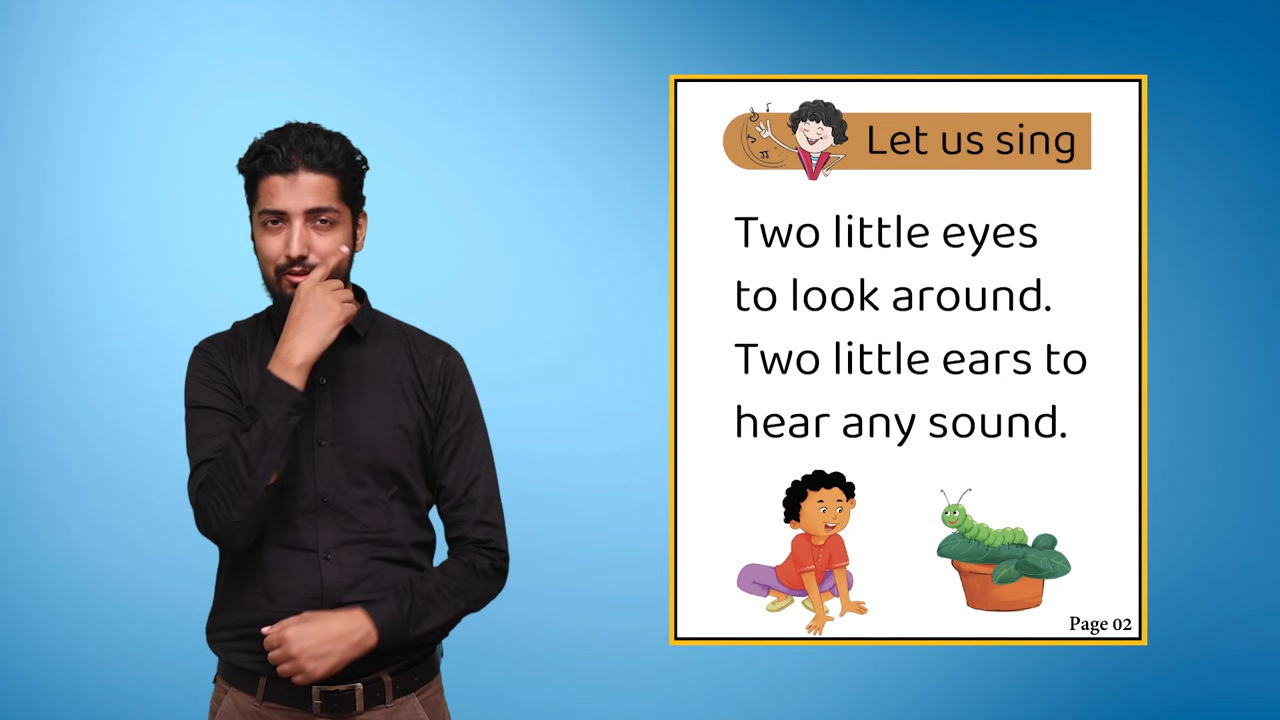 Let us sing
Two little eyes
to look around.
Two little ears to
hear any sound.
Page 02